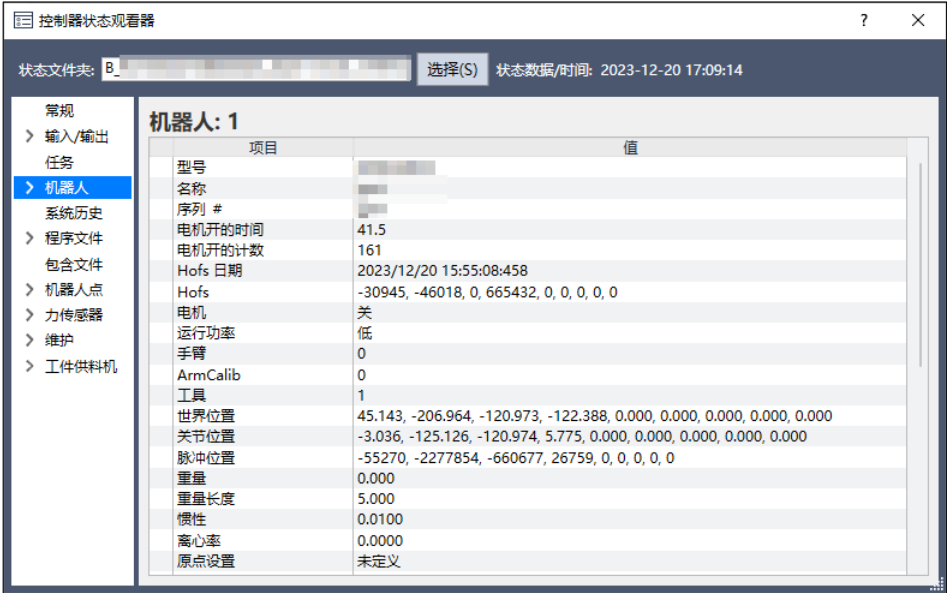 控制器状态观看器 ?
状态文件夹: B_ 选择(S) 状态数据/时间: 2023-12-20 17:09:14
常规
输入/输出
任务
机器人
系统历史
程序文件
包含文件
机器人点
力传感器
维护
工件供料机
机器人: 1
项目 值
型号
名称
序列 #
电机开的时间 41.5
电机开的计数 161
Hofs 日期 2023/12/20 15:55:08:458
Hofs -30945, -46018, 0, 665432, 0, 0, 0, 0, 0
电机 关
运行功率 低
手臂 0
ArmCalib 0
工具 1
世界位置 45.143, -206.964, -120.973, -122.388, 0.000, 0.000, 0.000, 0.000, 0.000
关节位置 -3.036, -125.126, -120.974, 5.775, 0.000, 0.000, 0.000, 0.000, 0.000
脉冲位置 -55270, -2277854, -660677, 26759, 0, 0, 0, 0, 0
重量 0.000
重量长度 5.000
惯性 0.0100
离心率 0.0000
原点设置 未定义